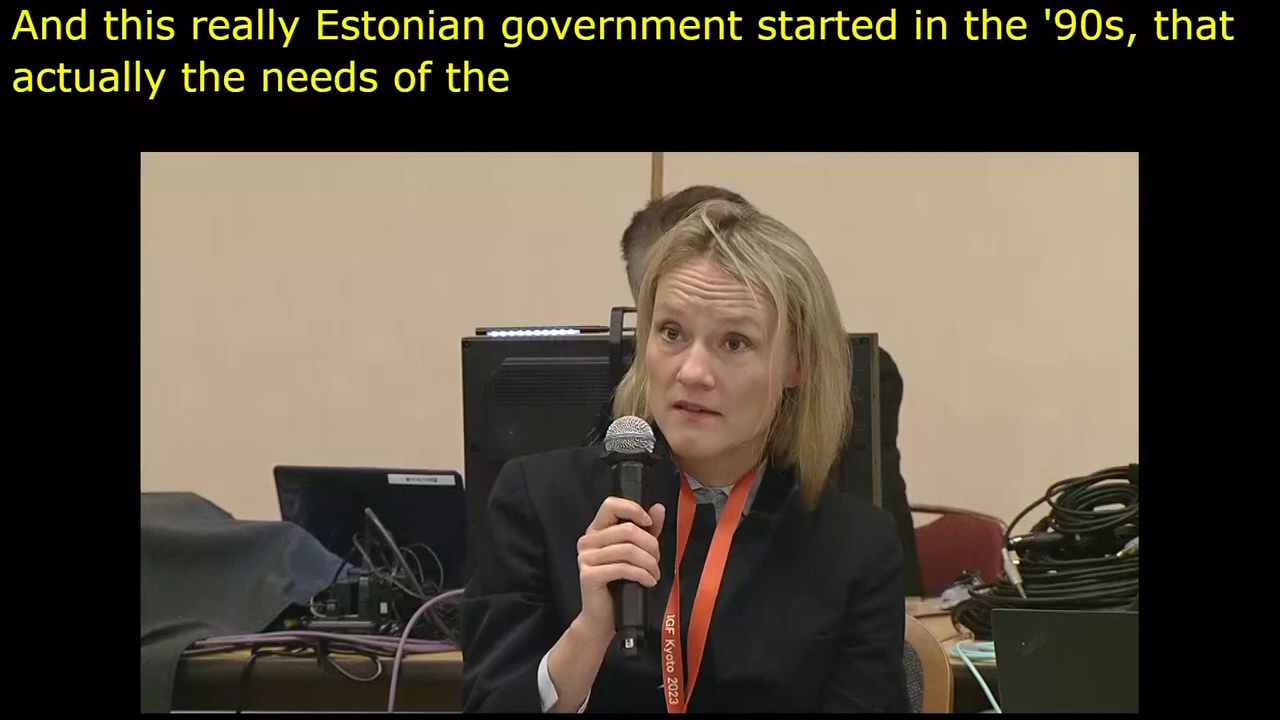 And this really Estonian government started in the '90s, that
actually the needs of the
IGF Kyoto 2023